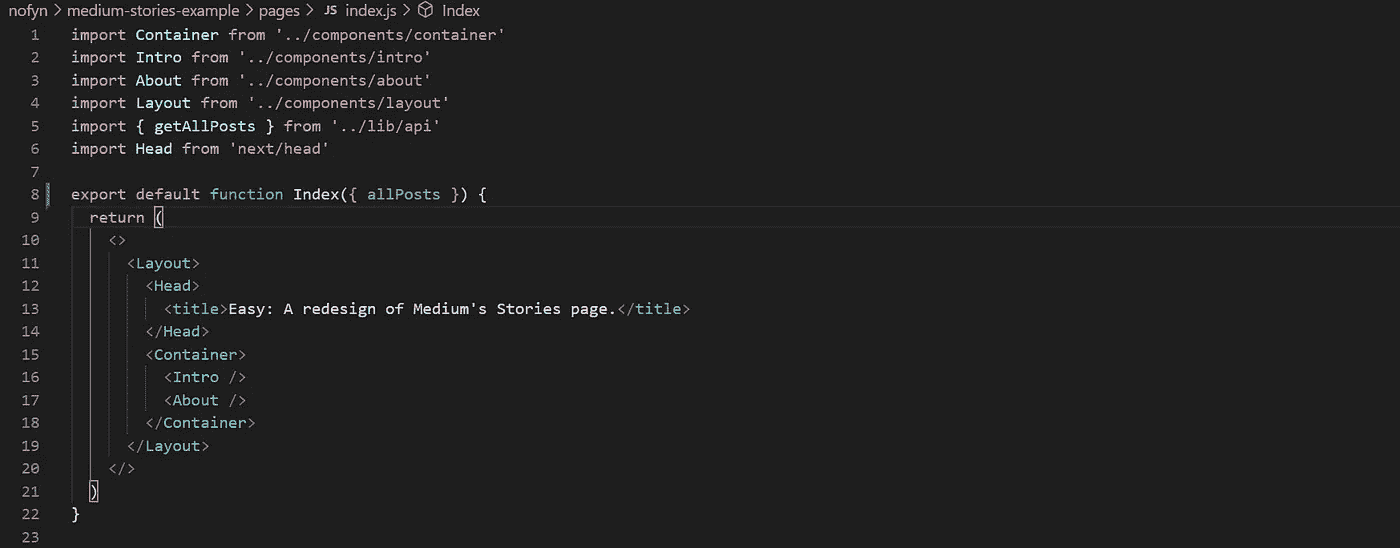 nofyn > medium-stories-example > pages > JS index.js > Index
1 import Container from '../components/container'
2 import Intro from '../components/intro'
3 import About from '../components/about'
4 import Layout from '../components/layout'
5 import { getAllPosts } from '../lib/api'
6 import Head from 'next/head'
7
8 export default function Index({ allPosts }) {
9   return (
10     <>
11       <Layout>
12         <Head>
13           <title>Easy: A redesign of Medium's Stories page.</title>
14         </Head>
15         <Container>
16           <Intro />
17           <About />
18         </Container>
19       </Layout>
20     </>
21   )
22 }
23